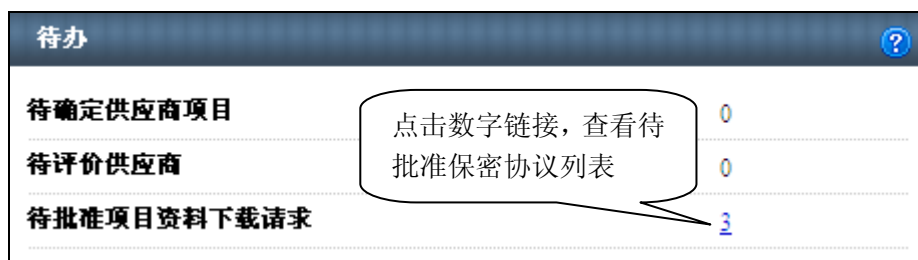 待办
?
待确定供应商项目
0
点击数字链接，查看待
批准保密协议列表
待评价供应商
0
待批准项目资料下载请求
3